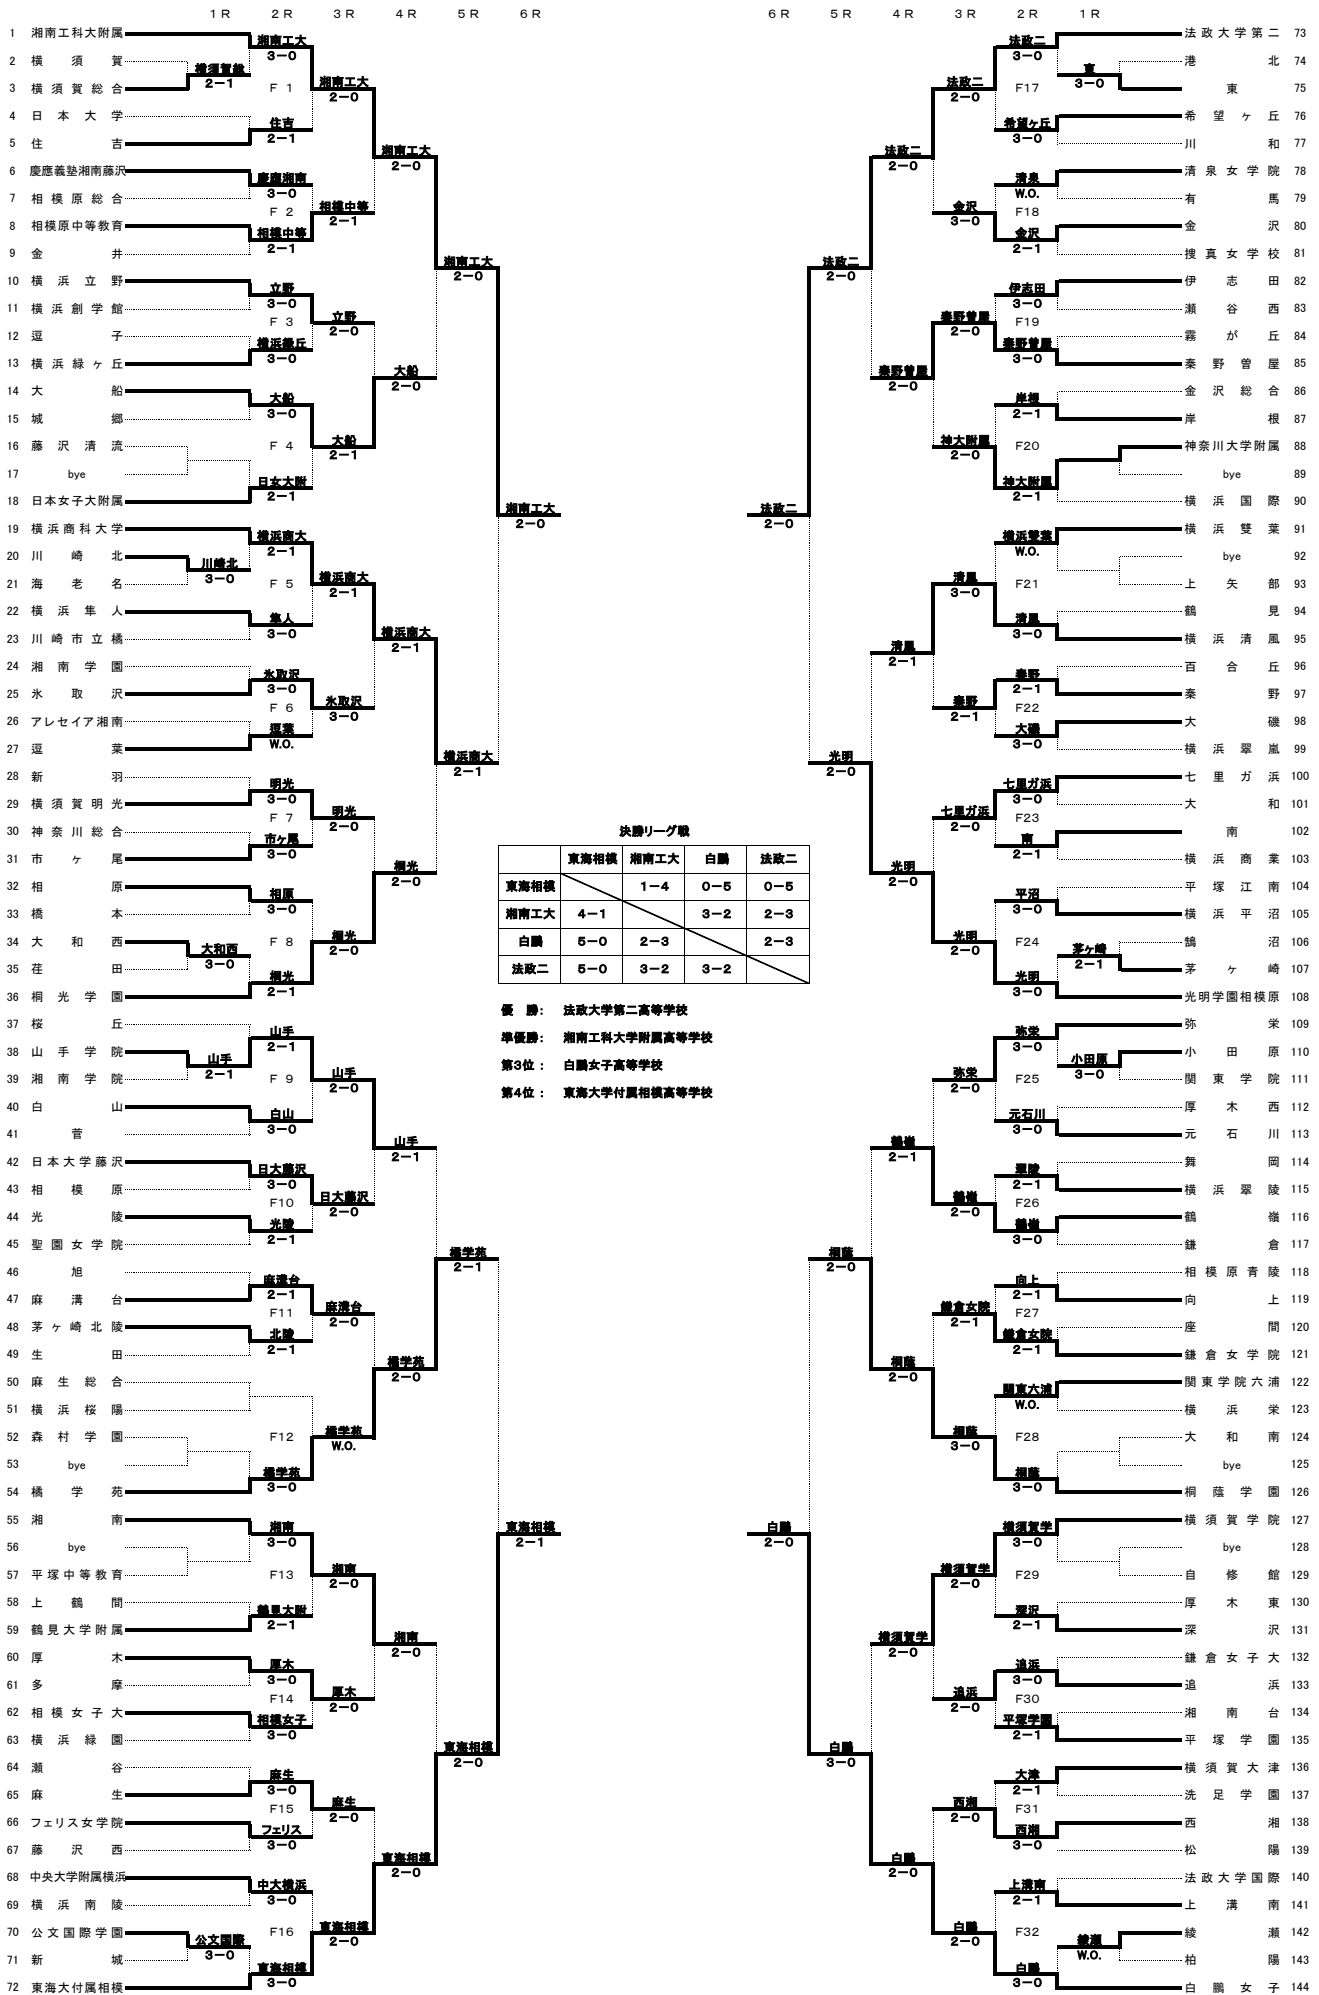 1R 2R 3R 4R 5R 6R
1 湘南工科大附属
2 横須賀
3 横須賀総合
4 日本大学
5 住吉
6 慶應義塾湘南藤沢
7 相模原総合
8 相模原中等教育
9 金井
10 横浜立野
11 横浜創学館
12 逗子
13 横浜緑ヶ丘
14 大船
15 城郷
16 藤沢清流
17 bye
18 日本女子大附属
19 横浜商科大学
20 川崎北
21 海老名
22 横浜隼人
23 川崎市立橘
24 湘南学園
25 氷取沢
26 アレセイア湘南
27 逗葉
28 新羽
29 横須賀明光
30 神奈川総合
31 市ヶ尾
32 相原
33 橋本
34 大和西
35 荏田
36 桐光学園
37 桜丘
38 山手学院
39 湘南学院
40 白山
41 菅
42 日本大学藤沢
43 相模原
44 光陵
45 聖園女学院
46 旭
47 麻溝台
48 茅ヶ崎北陵
49 生田
50 麻生総合
51 横浜桜陽
52 森村学園
53 bye
54 橘学苑
55 湘南
56 bye
57 平塚中等教育
58 上鶴間
59 鶴見大学附属
60 厚木
61 多摩
62 相模女子大
63 横浜緑園
64 瀬谷
65 麻生
66 フェリス女学院
67 藤沢西
68 中央大学附属横浜
69 横浜南陵
70 公文国際学園
71 新城
72 東海大付属相模
横須賀総 2-1
川崎北 3-0
大和西 3-0
山手 2-1
公文国際 3-0
湘南工大 3-0
F 1
住吉 2-1
慶應湘南 3-0
F 2
相模中等 2-1
立野 3-0
F 3
横浜緑丘 3-0
大船 3-0
F 4
日女大附 2-1
横浜商大 2-1
F 5
隼人 3-0
氷取沢 3-0
F 6
逗葉 W.O.
明光 3-0
F 7
市ヶ尾 3-0
相原 3-0
F 8
桐光 2-1
山手 2-1
F 9
白山 3-0
日大藤沢 3-0
F10
光陵 2-1
麻溝台 2-1
F11
北陵 2-1
F12
橘学苑 3-0
湘南 3-0
F13
鶴見大附 2-1
厚木 3-0
F14
相模女子 3-0
麻生 3-0
F15
フェリス 3-0
中大横浜 3-0
F16
東海相模 3-0
湘南工大 2-0
相模中等 2-1
立野 2-0
大船 2-1
横浜商大 2-1
氷取沢 3-0
明光 2-0
桐光 2-0
山手 2-0
日大藤沢 2-0
麻溝台 2-0
橘学苑 W.O.
湘南 2-0
厚木 2-0
麻生 2-0
東海相模 2-0
湘南工大 2-0
大船 2-0
横浜商大 2-1
桐光 2-0
山手 2-1
橘学苑 2-0
湘南 2-0
東海相模 2-0
湘南工大 2-0
横浜商大 2-1
橘学苑 2-1
東海相模 2-0
湘南工大 2-0
東海相模 2-1
決勝リーグ戦
東海相模 湘南工大 白鵬 法政二
東海相模 1-4 0-5 0-5
湘南工大 4-1 3-2 2-3
白鵬 5-0 2-3 2-3
法政二 5-0 3-2 3-2
優 勝: 法政大学第二高等学校
準優勝: 湘南工科大学附属高等学校
第3位: 白鵬女子高等学校
第4位: 東海大学付属相模高等学校
6R 5R 4R 3R 2R 1R
法政二 2-0
白鵬 2-0
法政二 2-0
光明 2-0
桐蔭 2-0
白鵬 3-0
法政二 2-0
秦野曽屋 2-0
清風 2-1
光明 2-0
鶴嶺 2-1
桐蔭 2-0
横須賀学 2-0
白鵬 2-0
法政二 2-0
金沢 3-0
秦野曽屋 2-0
神大附属 2-0
清風 3-0
秦野 2-1
七里ガ浜 2-0
光明 2-0
弥栄 2-0
鶴嶺 2-0
鎌倉女院 2-1
桐蔭 3-0
横須賀学 2-0
追浜 2-0
西湘 2-0
白鵬 2-0
法政二 3-0
F17
希望ヶ丘 3-0
清泉 W.O.
F18
金沢 2-1
伊志田 3-0
F19
秦野曽屋 3-0
岸根 2-1
F20
神大附属 2-1
横浜雙葉 W.O.
F21
清風 3-0
秦野 2-1
F22
大磯 3-0
七里ガ浜 3-0
F23
南 2-1
平沼 3-0
F24
光明 3-0
弥栄 3-0
F25
元石川 3-0
翠陵 2-1
F26
鶴嶺 3-0
向上 2-1
F27
鎌倉女院 2-1
関東六浦 W.O.
F28
桐蔭 3-0
横須賀学 3-0
F29
深沢 2-1
追浜 3-0
F30
平塚学園 2-1
大津 2-1
F31
西湘 3-0
上溝南 2-1
F32
白鵬 3-0
東 3-0
茅ヶ崎 2-1
小田原 3-0
綾瀬 W.O.
法政大学第二 73
港北 74
東 75
希望ヶ丘 76
川和 77
清泉女学院 78
有馬 79
金沢 80
捜真女学校 81
伊志田 82
瀬谷西 83
霧が丘 84
秦野曽屋 85
金沢総合 86
岸根 87
神奈川大学附属 88
bye 89
横浜国際 90
横浜雙葉 91
bye 92
上矢部 93
鶴見 94
横浜清風 95
百合丘 96
秦野 97
大磯 98
横浜翠嵐 99
七里ガ浜 100
大和 101
南 102
横浜商業 103
平塚江南 104
横浜平沼 105
鵠沼 106
茅ヶ崎 107
光明学園相模原 108
弥栄 109
小田原 110
関東学院 111
厚木西 112
元石川 113
舞岡 114
横浜翠陵 115
鶴嶺 116
鎌倉 117
相模原青陵 118
向上 119
座間 120
鎌倉女学院 121
関東学院六浦 122
横浜栄 123
大和南 124
bye 125
桐蔭学園 126
横須賀学院 127
bye 128
自修館 129
厚木東 130
深沢 131
鎌倉女子大 132
追浜 133
湘南台 134
平塚学園 135
横須賀大津 136
洗足学園 137
西湘 138
松陽 139
法政大学国際 140
上溝南 141
綾瀬 142
柏陽 143
白鵬女子 144